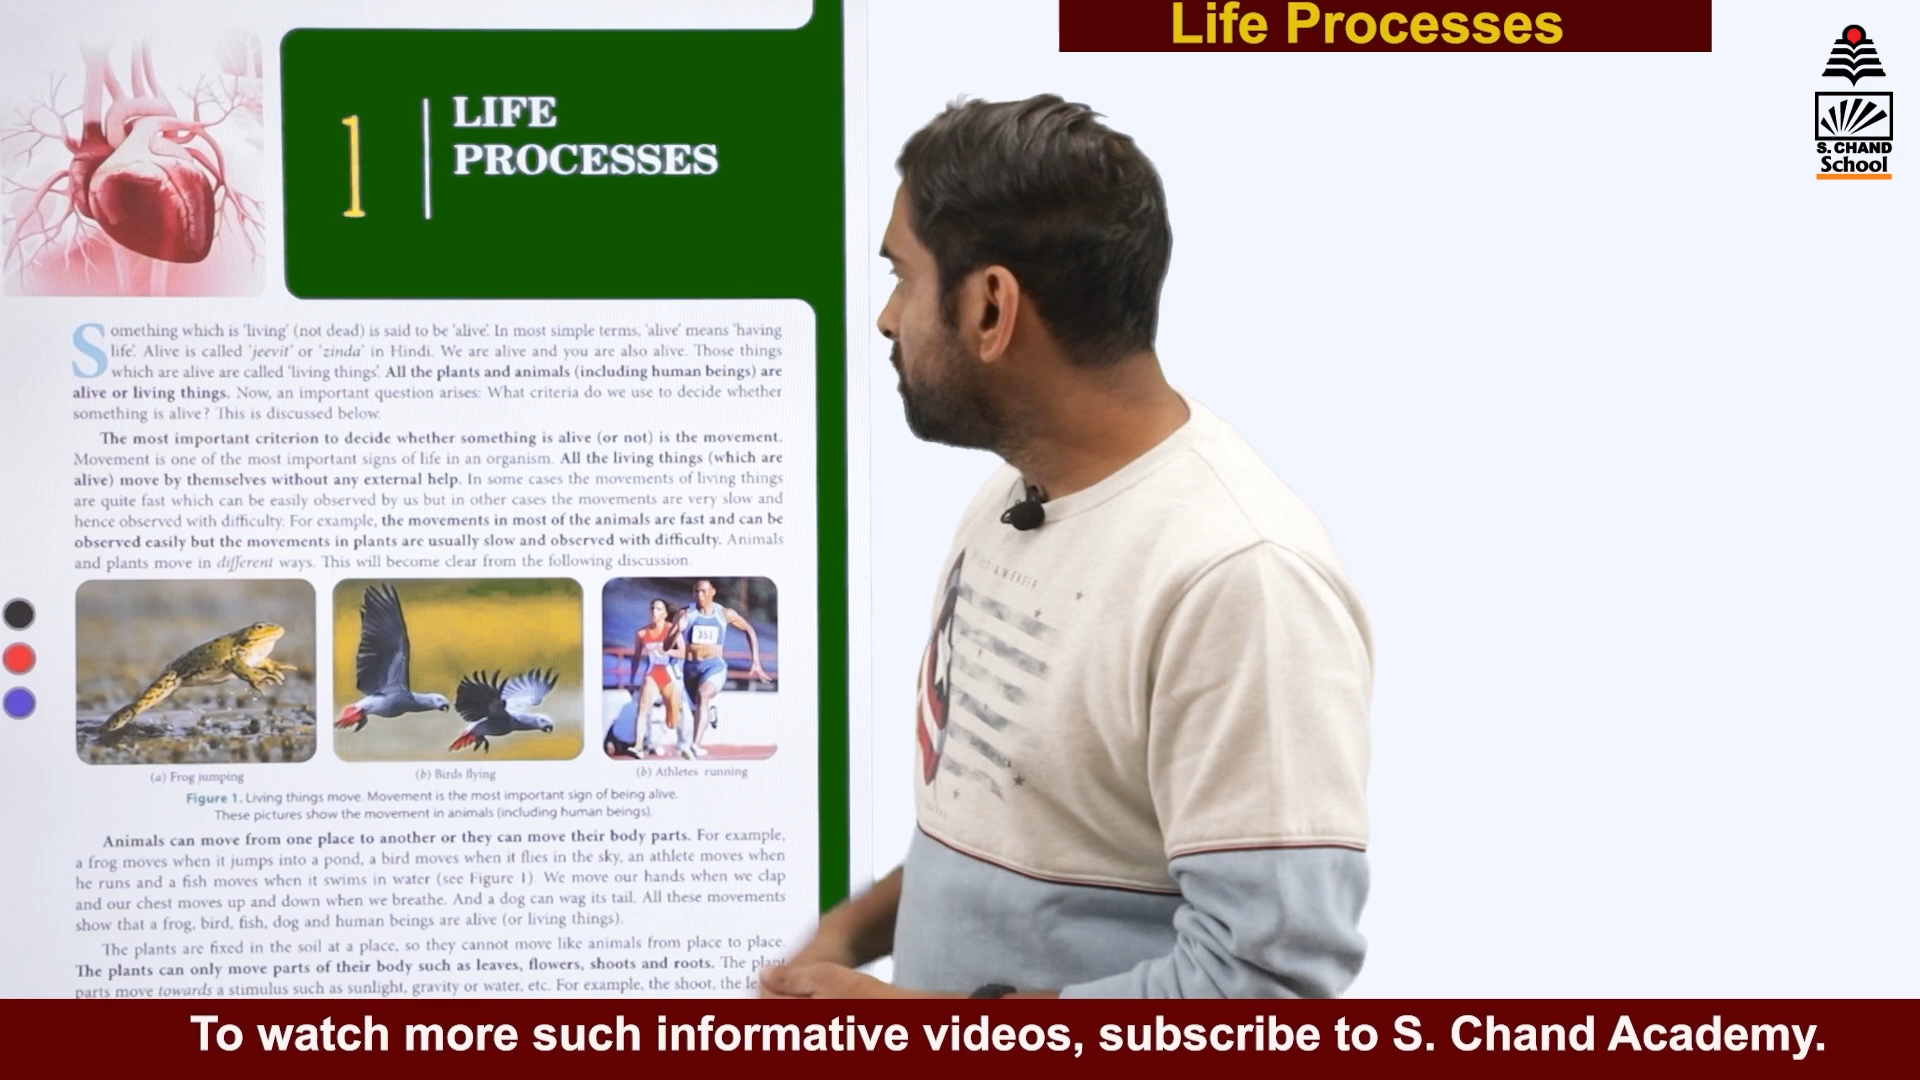 Life Processes
S. CHAND
School
1
LIFE
PROCESSES
Something which is 'living' (not dead) is said to be 'alive'. In most simple terms, 'alive' means 'having
life'. Alive is called 'jeevit' or 'zinda' in Hindi. We are alive and you are also alive. Those things
which are alive are called 'living things'. All the plants and animals (including human beings) are
alive or living things. Now, an important question arises: What criteria do we use to decide whether
something is alive? This is discussed below.
The most important criterion to decide whether something is alive (or not) is the movement.
Movement is one of the most important signs of life in an organism. All the living things (which are
alive) move by themselves without any external help. In some cases the movements of living things
are quite fast which can be easily observed by us but in other cases the movements are very slow and
hence observed with difficulty. For example, the movements in most of the animals are fast and can be
observed easily but the movements in plants are usually slow and observed with difficulty. Animals
and plants move in different ways. This will become clear from the following discussion.
351
(a) Frog jumping
(b) Birds flying
(b) Athletes running
Figure 1. Living things move. Movement is the most important sign of being alive.
These pictures show the movement in animals (including human beings).
Animals can move from one place to another or they can move their body parts. For example,
a frog moves when it jumps into a pond, a bird moves when it flies in the sky, an athlete moves when
he runs and a fish moves when it swims in water (see Figure 1). We move our hands when we clap
and our chest moves up and down when we breathe. And a dog can wag its tail. All these movements
show that a frog, bird, fish, dog and human beings are alive (or living things).
The plants are fixed in the soil at a place, so they cannot move like animals from place to place.
The plants can only move parts of their body such as leaves, flowers, shoots and roots. The plant
parts move towards a stimulus such as sunlight, gravity or water, etc. For example, the shoot, the
To watch more such informative videos, subscribe to S. Chand Academy.